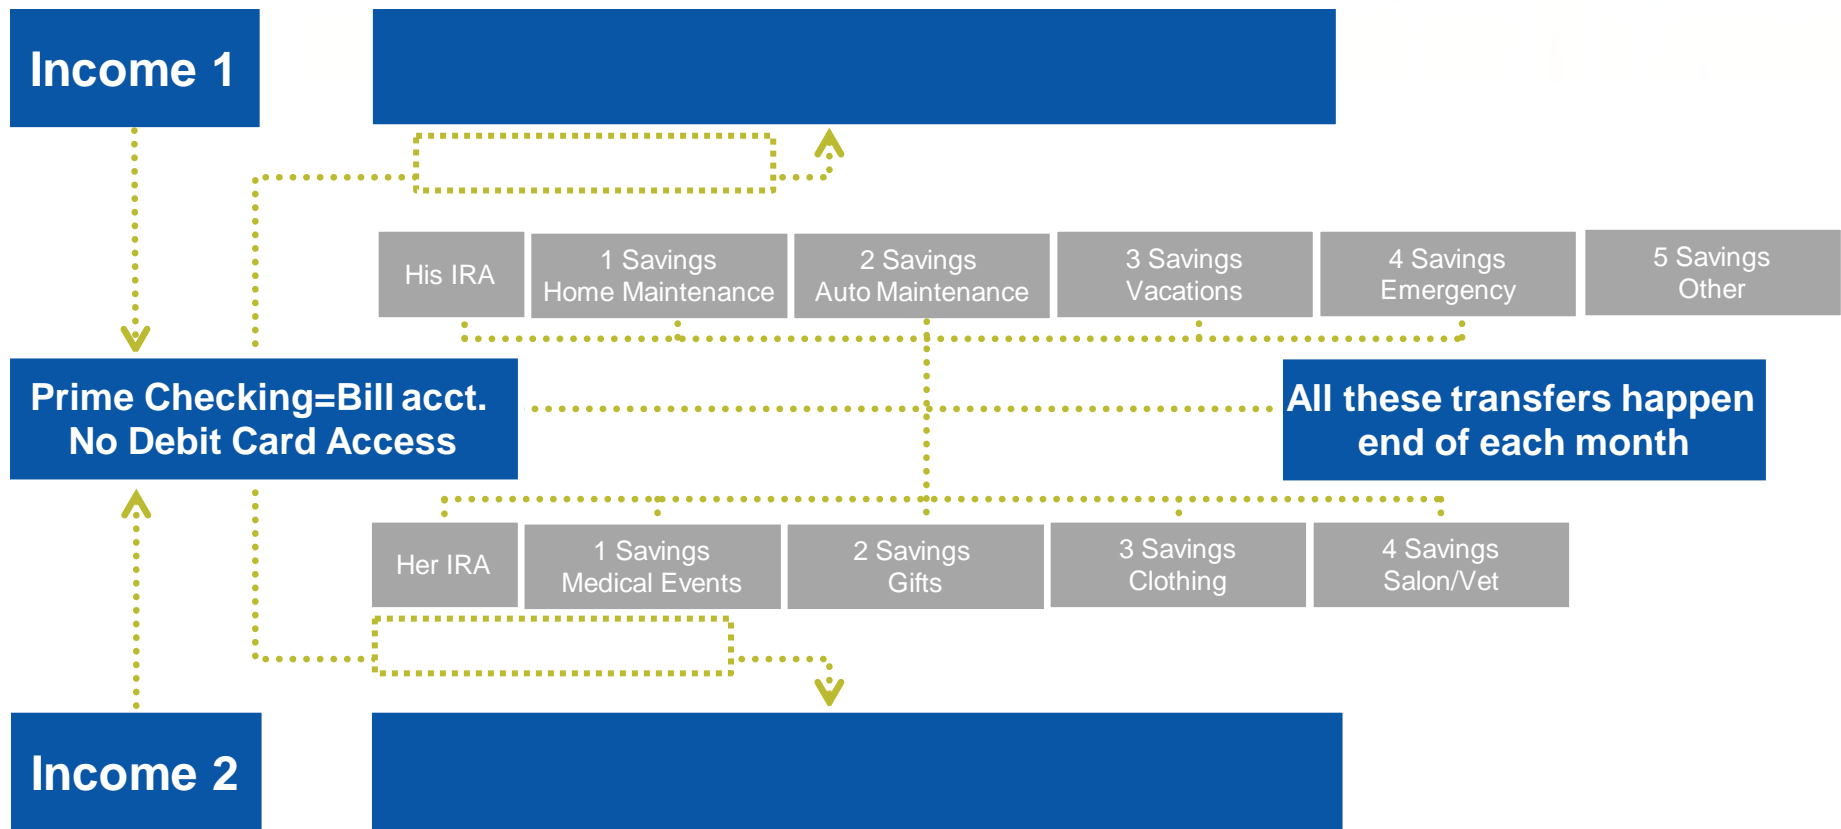 Income 1
His IRA
1 Savings
Home Maintenance
2 Savings
Auto Maintenance
3 Savings
Vacations
4 Savings
Emergency
5 Savings
Other
Prime Checking=Bill acct.
No Debit Card Access
All these transfers happen
end of each month
Her IRA
1 Savings
Medical Events
2 Savings
Gifts
3 Savings
Clothing
4 Savings
Salon/Vet
Income 2